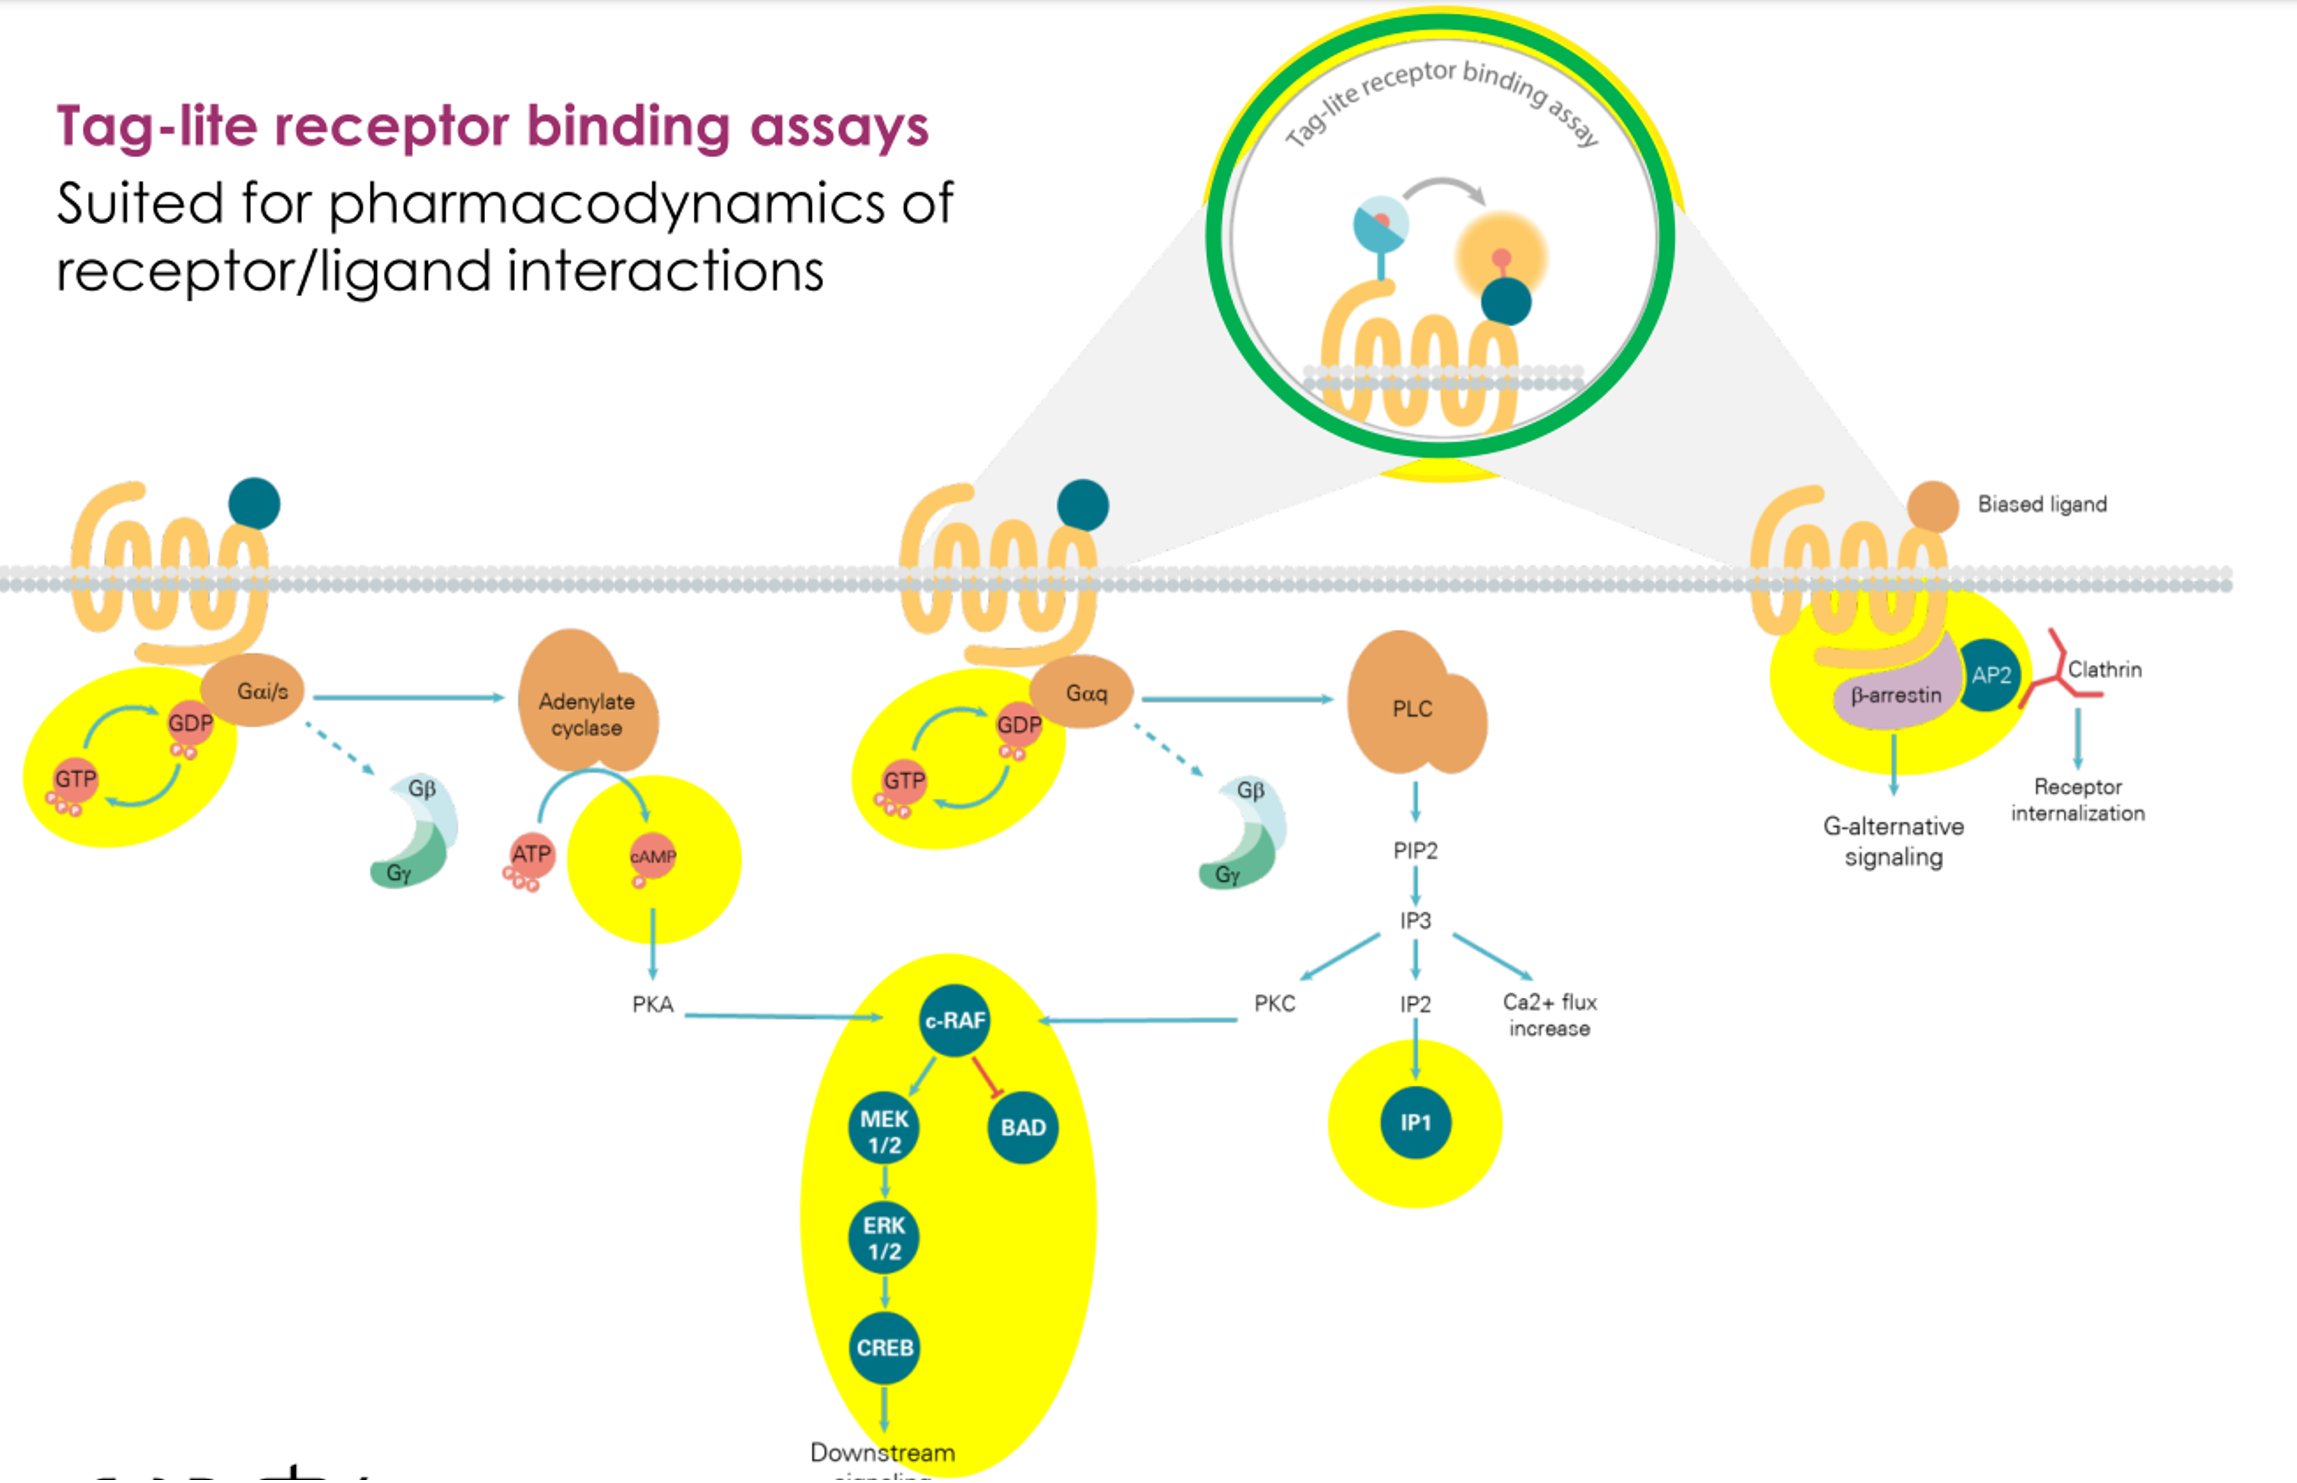 Tag-lite receptor binding assays
Suited for pharmacodynamics of
receptor/ligand interactions
Tag-lite receptor binding assay
Biased ligand
Gαi/s
GDP
P P
GTP
P P P
Adenylate
cyclase
Gβ
Gγ
ATP
P P P
cAMP
P
PKA
Gαq
GDP
P P
GTP
P P P
PLC
Gβ
Gγ
PIP2
IP3
PKC
IP2
Ca2+ flux
increase
IP1
c-RAF
MEK
1/2
BAD
ERK
1/2
CREB
Downstream
β-arrestin
AP2
Clathrin
G-alternative
signaling
Receptor
internalization